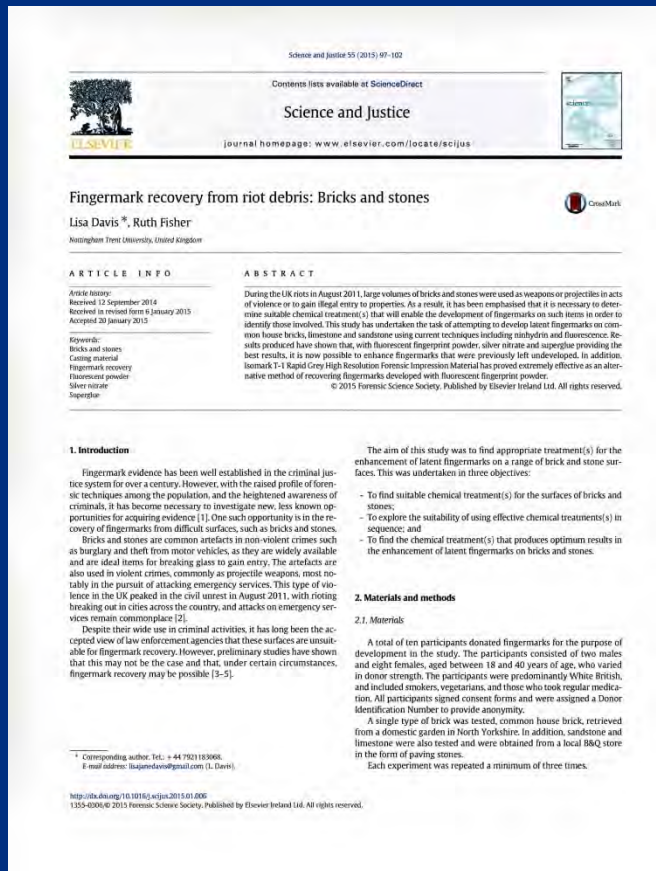 Science and Justice 55 (2015) 97–102
Contents lists available at ScienceDirect
Science and Justice
journal homepage: www.elsevier.com/locate/scijus
ELSEVIER
science
Fingermark recovery from riot debris: Bricks and stones
CrossMark
Lisa Davis *, Ruth Fisher
Nottingham Trent University, United Kingdom
ARTICLE INFO
Article history:
Received 12 September 2014
Received in revised form 6 January 2015
Accepted 20 January 2015
Keywords:
Bricks and stones
Casting material
Fingermark recovery
Fluorescent powder
Silver nitrate
Superglue
ABSTRACT
During the UK riots in August 2011, large volumes of bricks and stones were used as weapons or projectiles in acts
of violence or to gain illegal entry to properties. As a result, it has been emphasised that it is necessary to deter-
mine suitable chemical treatment(s) that will enable the development of fingermarks on such items in order to
identify those involved. This study has undertaken the task of attempting to develop latent fingermarks on com-
mon house bricks, limestone and sandstone using current techniques including ninhydrin and fluorescence. Re-
sults produced have shown that, with fluorescent fingerprint powder, silver nitrate and superglue providing the
best results, it is now possible to enhance fingermarks that were previously left undeveloped. In addition,
Isomark T-1 Rapid Grey High Resolution Forensic Impression Material has proved extremely effective as an alter-
native method of recovering fingermarks developed with fluorescent fingerprint powder.
© 2015 Forensic Science Society. Published by Elsevier Ireland Ltd. All rights reserved.
1. Introduction
Fingermark evidence has been well established in the criminal jus-
tice system for over a century. However, with the raised profile of foren-
sic techniques among the population, and the heightened awareness of
criminals, it has become necessary to investigate new, less known op-
portunities for acquiring evidence [1]. One such opportunity is in the re-
covery of fingermarks from difficult surfaces, such as bricks and stones.
Bricks and stones are common artefacts in non-violent crimes such
as burglary and theft from motor vehicles, as they are widely available
and are ideal items for breaking glass to gain entry. The artefacts are
also used in violent crimes, commonly as projectile weapons, most no-
tably in the pursuit of attacking emergency services. This type of vio-
lence in the UK peaked in the civil unrest in August 2011, with rioting
breaking out in cities across the country, and attacks on emergency ser-
vices remain commonplace [2].
Despite their wide use in criminal activities, it has long been the ac-
cepted view of law enforcement agencies that these surfaces are unsuit-
able for fingermark recovery. However, preliminary studies have shown
that this may not be the case and that, under certain circumstances,
fingermark recovery may be possible [3–5].
* Corresponding author. Tel.: +44 7921183068.
E-mail address: lisajanedavis@gmail.com (L. Davis).
The aim of this study was to find appropriate treatment(s) for the
enhancement of latent fingermarks on a range of brick and stone sur-
faces. This was undertaken in three objectives:
- To find suitable chemical treatment(s) for the surfaces of bricks and
stones;
- To explore the suitability of using effective chemical treatments(s) in
sequence; and
- To find the chemical treatment(s) that produces optimum results in
the enhancement of latent fingermarks on bricks and stones.
2. Materials and methods
2.1. Materials
A total of ten participants donated fingermarks for the purpose of
development in the study. The participants consisted of two males
and eight females, aged between 18 and 40 years of age, who varied
in donor strength. The participants were predominantly White British,
and included smokers, vegetarians, and those who took regular medica-
tion. All participants signed consent forms and were assigned a Donor
Identification Number to provide anonymity.
A single type of brick was tested, common house brick, retrieved
from a domestic garden in North Yorkshire. In addition, sandstone and
limestone were also tested and were obtained from a local B&Q store
in the form of paving stones.
Each experiment was repeated a minimum of three times.
http://dx.doi.org/10.1016/j.scijus.2015.01.006
1355-0306/© 2015 Forensic Science Society. Published by Elsevier Ireland Ltd. All rights reserved.